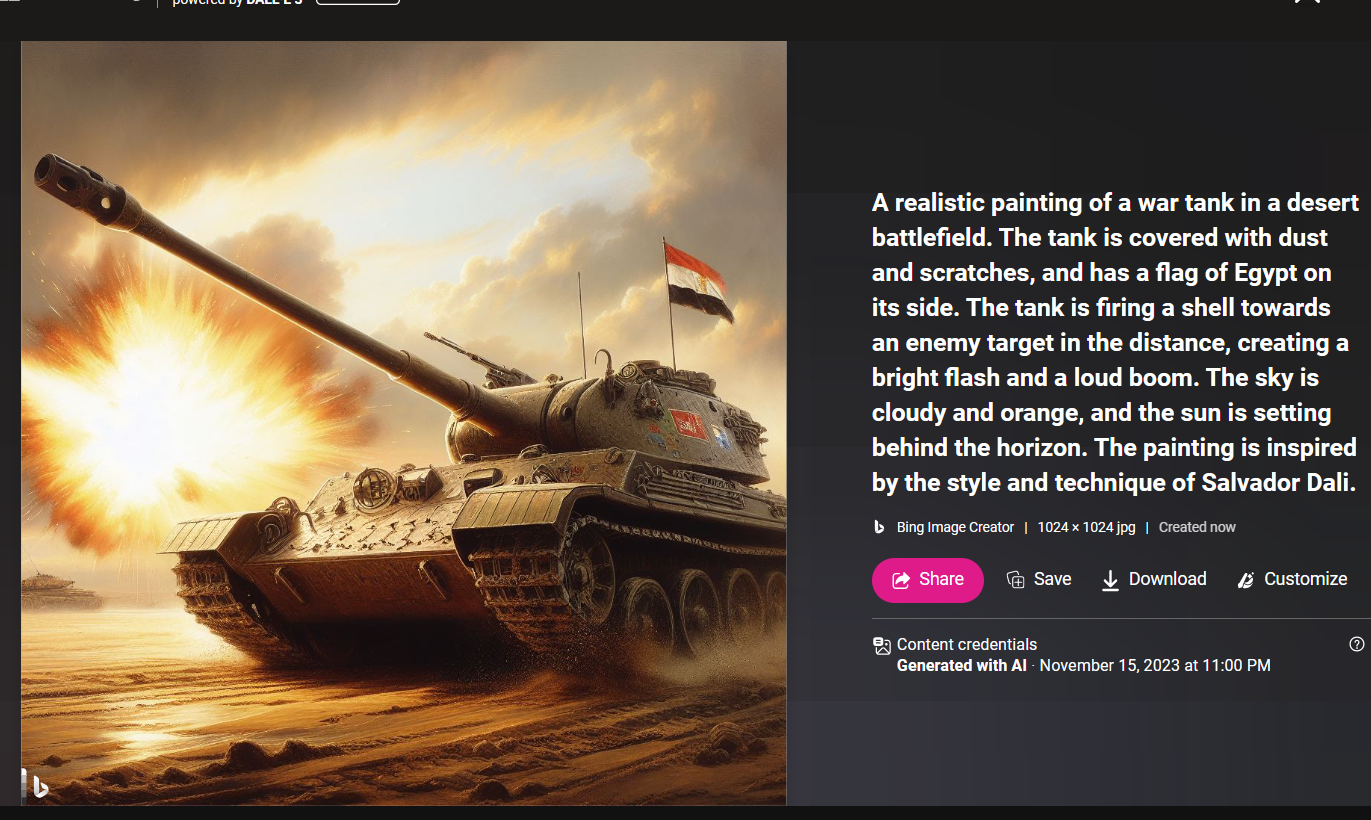 powered by DALL·E 3
A realistic painting of a war tank in a desert
battlefield. The tank is covered with dust
and scratches, and has a flag of Egypt on
its side. The tank is firing a shell towards
an enemy target in the distance, creating a
bright flash and a loud boom. The sky is
cloudy and orange, and the sun is setting
behind the horizon. The painting is inspired
by the style and technique of Salvador Dali.
Bing Image Creator | 1024 × 1024 jpg | Created now
Share Save Download Customize
Content credentials
Generated with AI · November 15, 2023 at 11:00 PM